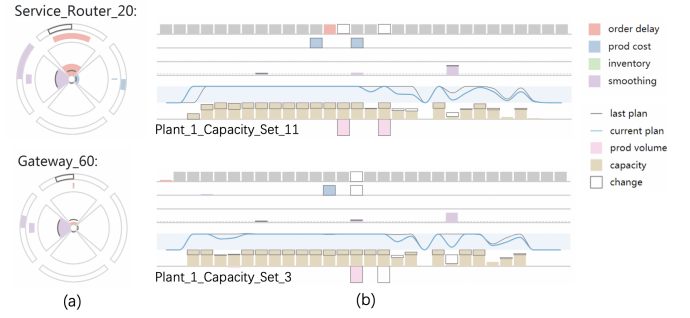 Service_Router_20:
order delay
prod cost
inventory
smoothing
last plan
current plan
prod volume
capacity
change
Plant_1_Capacity_Set_11
Gateway_60:
Plant_1_Capacity_Set_3
(a)
(b)